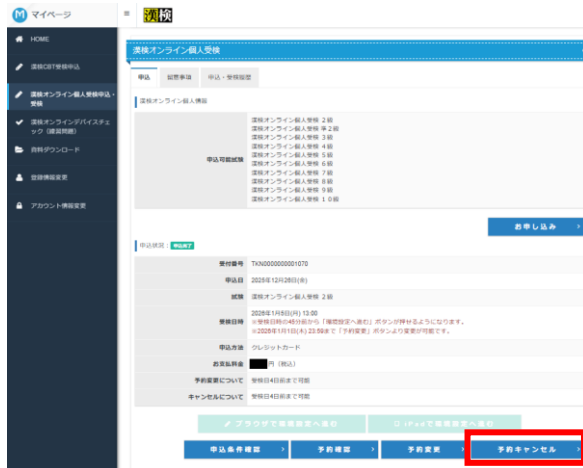 M マイページ
漢検
HOME
漢検CBT受検申込
漢検オンライン個人受検申込・
受検
漢検オンラインデバイスチェ
ック（練習問題）
資料ダウンロード
登録情報変更
アカウント情報変更
漢検オンライン個人受検
申込 留意事項 申込・受検履歴
漢検オンライン個人情報
申込可能試験
漢検オンライン個人受検 2級
漢検オンライン個人受検 準2級
漢検オンライン個人受検 3級
漢検オンライン個人受検 4級
漢検オンライン個人受検 5級
漢検オンライン個人受検 6級
漢検オンライン個人受検 7級
漢検オンライン個人受検 8級
漢検オンライン個人受検 9級
漢検オンライン個人受検 10級
お申し込み
申込状況： 申込完了
受付番号 TKN0000000001070
申込日 2025年12月26日(金)
試験 漢検オンライン個人受検 2級
受検日時 2026年1月5日(月) 13:00
※受検日時の45分前から「環境設定へ進む」ボタンが押せるようになります。
※2026年1月1日(木) 23:59まで「予約変更」ボタンより変更が可能です。
申込方法 クレジットカード
お支払料金 円（税込）
予約変更について 受検日4日前まで可能
キャンセルについて 受検日4日前まで可能
ブラウザで環境設定へ進む iPadで環境設定へ進む
申込条件確認 予約確認 予約変更 予約キャンセル